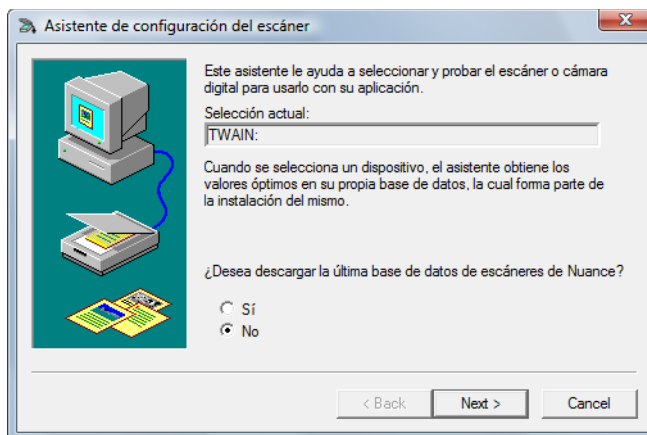 Asistente de configuración del escáner
Este asistente le ayuda a seleccionar y probar el escáner o cámara
digital para usarlo con su aplicación.
Selección actual:
TWAIN:
Cuando se selecciona un dispositivo, el asistente obtiene los
valores óptimos en su propia base de datos, la cual forma parte de
la instalación del mismo.
¿Desea descargar la última base de datos de escáneres de Nuance?
Sí
No
< Back Next > Cancel